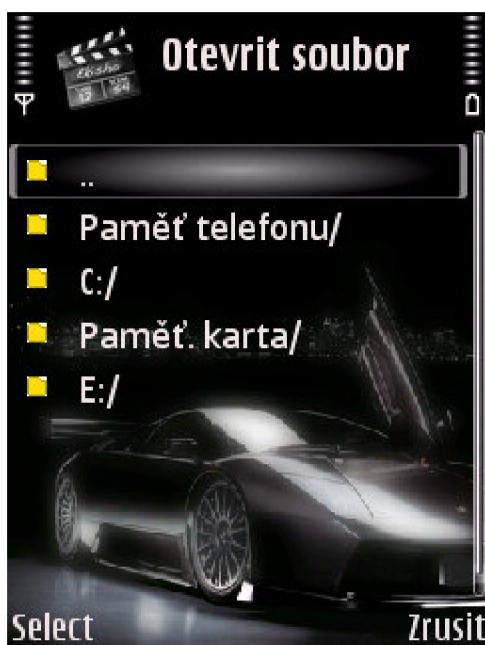 Otevrit soubor
..
Paměť telefonu/
C:/
Paměť. karta/
E:/
Select Zrusit